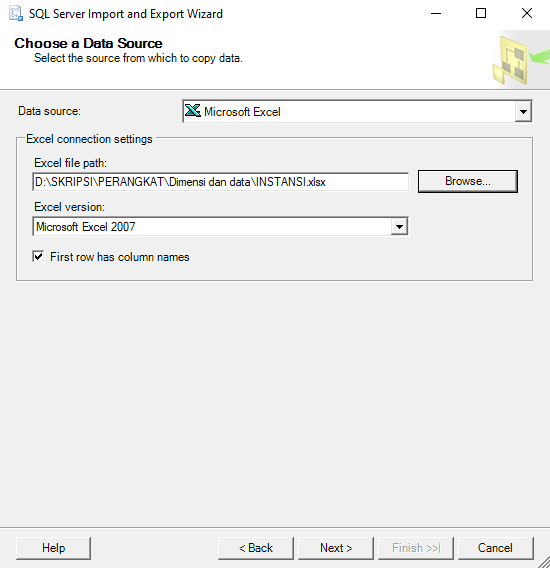 SQL Server Import and Export Wizard
Choose a Data Source
Select the source from which to copy data.
Data source:
Microsoft Excel
Excel connection settings
Excel file path:
D:\SKRIPSI\PERANGKAT\Dimensi dan data\INSTANSI.xlsx
Browse...
Excel version:
Microsoft Excel 2007
First row has column names
Help
< Back
Next >
Finish >>|
Cancel